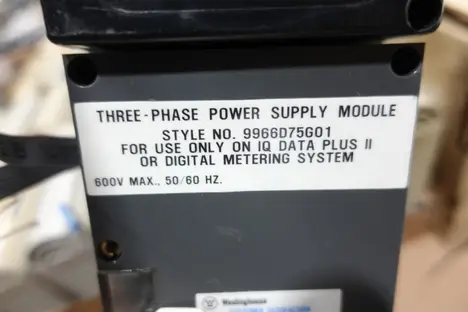 THREE-PHASE POWER SUPPLY MODULE
STYLE NO. 9966D75G01
FOR USE ONLY ON IQ DATA PLUS II
OR DIGITAL METERING SYSTEM
600V MAX., 50/60 HZ.
Westinghouse